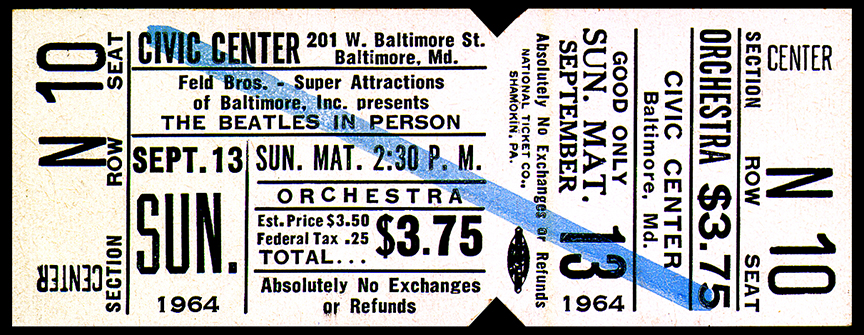 SECTION ROW SEAT
CENTER N 10
CIVIC CENTER 201 W. Baltimore St.
Baltimore, Md.
Feld Bros. - Super Attractions
of Baltimore, Inc. presents
THE BEATLES IN PERSON
SEPT. 13 SUN. MAT. 2:30 P. M.
SUN.
1964
ORCHESTRA
Est. Price $3.50
Federal Tax .25
TOTAL... $3.75
Absolutely No Exchanges
or Refunds
Absolutely No Exchanges or Refunds
NATIONAL TICKET CO.,
SHAMOKIN, PA.
GOOD ONLY
SUN. MAT.
SEPTEMBER
13
1964
CIVIC CENTER
Baltimore, Md.
ORCHESTRA $3.75
SECTION ROW SEAT
CENTER N 10